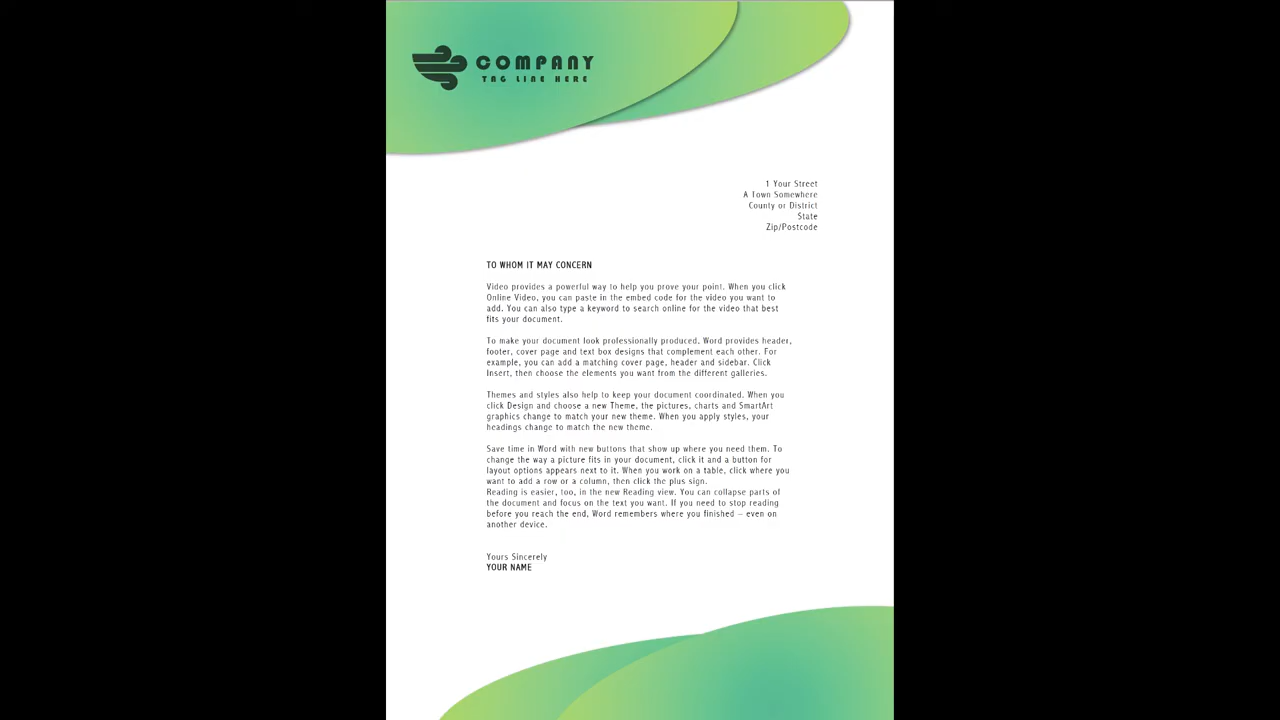 COMPANY
TAG LINE HERE
1 Your Street
A Town Somewhere
County or District
State
Zip/Postcode
TO WHOM IT MAY CONCERN
Video provides a powerful way to help you prove your point. When you click
Online Video, you can paste in the embed code for the video you want to
add. You can also type a keyword to search online for the video that best
fits your document.
To make your document look professionally produced, Word provides header,
footer, cover page and text box designs that complement each other. For
example, you can add a matching cover page, header and sidebar. Click
Insert, then choose the elements you want from the different galleries.
Themes and styles also help to keep your document coordinated. When you
click Design and choose a new Theme, the pictures, charts and SmartArt
graphics change to match your new theme. When you apply styles, your
headings change to match the new theme.
Save time in Word with new buttons that show up where you need them. To
change the way a picture fits in your document, click it and a button for
layout options appears next to it. When you work on a table, click where you
want to add a row or a column, then click the plus sign.
Reading is easier, too, in the new Reading view. You can collapse parts of
the document and focus on the text you want. If you need to stop reading
before you reach the end, Word remembers where you finished – even on
another device.
Yours Sincerely
YOUR NAME